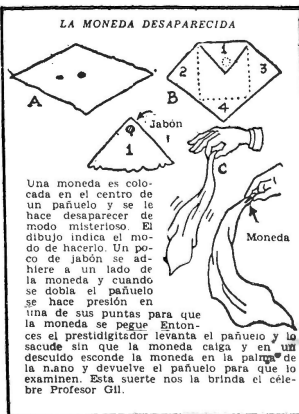 LA MONEDA DESAPARECIDA
A
1
2
3
4
B
Jabón
1
C
Moneda
Una moneda es colo-
cada en el centro de
un pañuelo y se le
hace desaparecer de
modo misterioso. El
dibujo indica el mo-
do de hacerlo. Un po-
co de jabón se ad-
hiere a un lado de
la moneda y cuando
se dobla el pañuelo
se hace presión en
una de sus puntas para que
la moneda se pegue Enton-
ces el prestidigitador levanta el pañuelo y lo
sacude sin que la moneda caiga y en un
descuido esconde la moneda en la palma de
la mano y devuelve el pañuelo para que lo
examinen. Esta suerte nos la brinda el céle-
bre Profesor Gil.